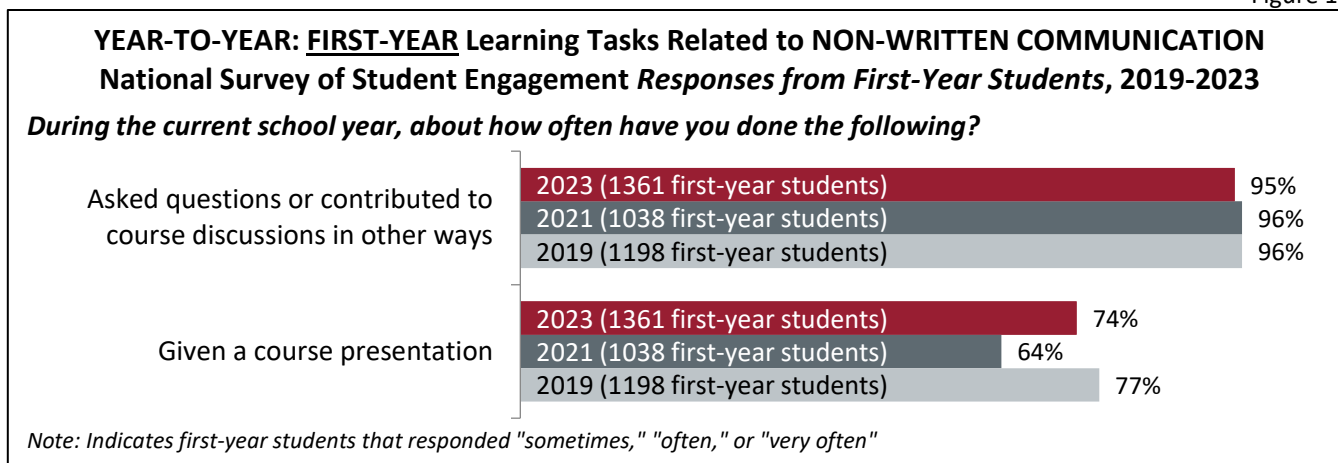 Figure 1
YEAR-TO-YEAR: FIRST-YEAR Learning Tasks Related to NON-WRITTEN COMMUNICATION
National Survey of Student Engagement Responses from First-Year Students, 2019-2023
During the current school year, about how often have you done the following?
Asked questions or contributed to
course discussions in other ways
2023 (1361 first-year students) 95%
2021 (1038 first-year students) 96%
2019 (1198 first-year students) 96%
Given a course presentation
2023 (1361 first-year students) 74%
2021 (1038 first-year students) 64%
2019 (1198 first-year students) 77%
Note: Indicates first-year students that responded "sometimes," "often," or "very often"